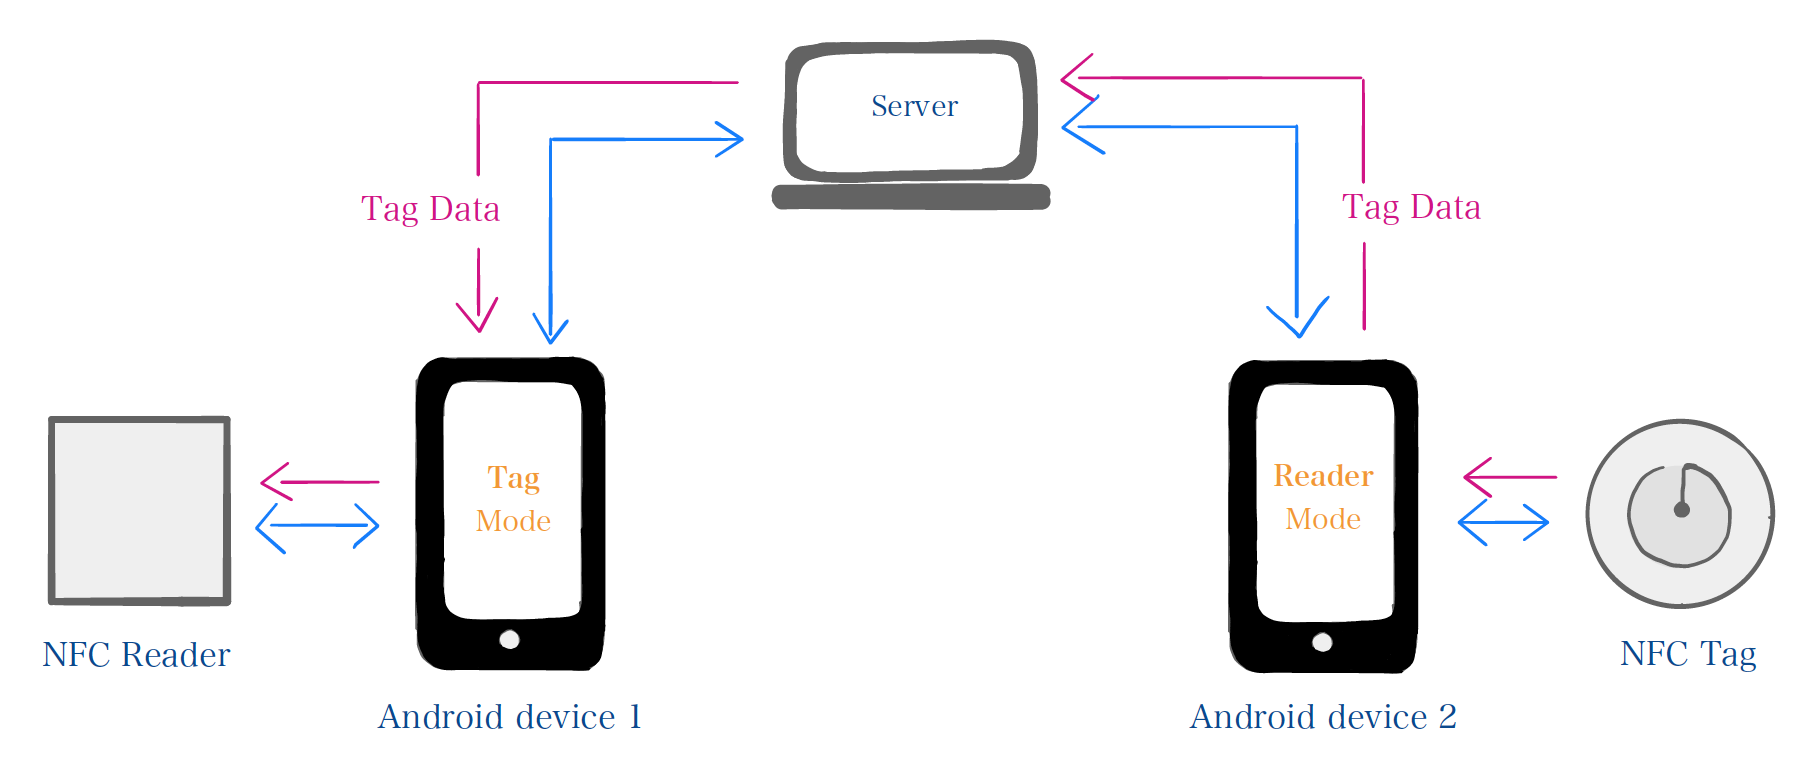 Server
Tag Data
Tag Data
Tag
Mode
Reader
Mode
NFC Reader
NFC Tag
Android device 1
Android device 2